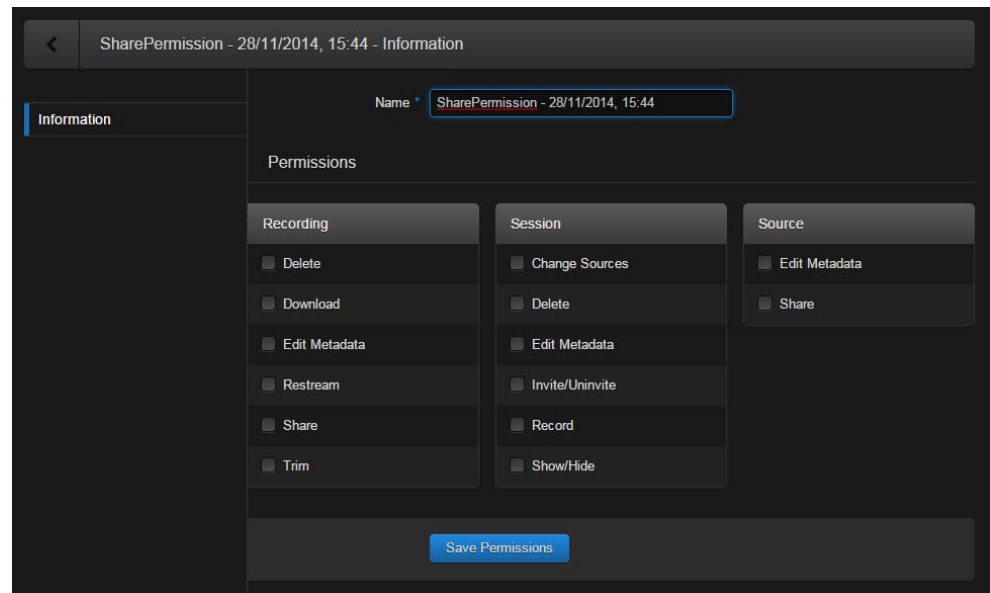 SharePermission - 28/11/2014, 15:44 - Information
Information
Name * SharePermission - 28/11/2014, 15:44
Permissions
Recording
Delete
Download
Edit Metadata
Restream
Share
Trim
Session
Change Sources
Delete
Edit Metadata
Invite/Uninvite
Record
Show/Hide
Source
Edit Metadata
Share
Save Permissions